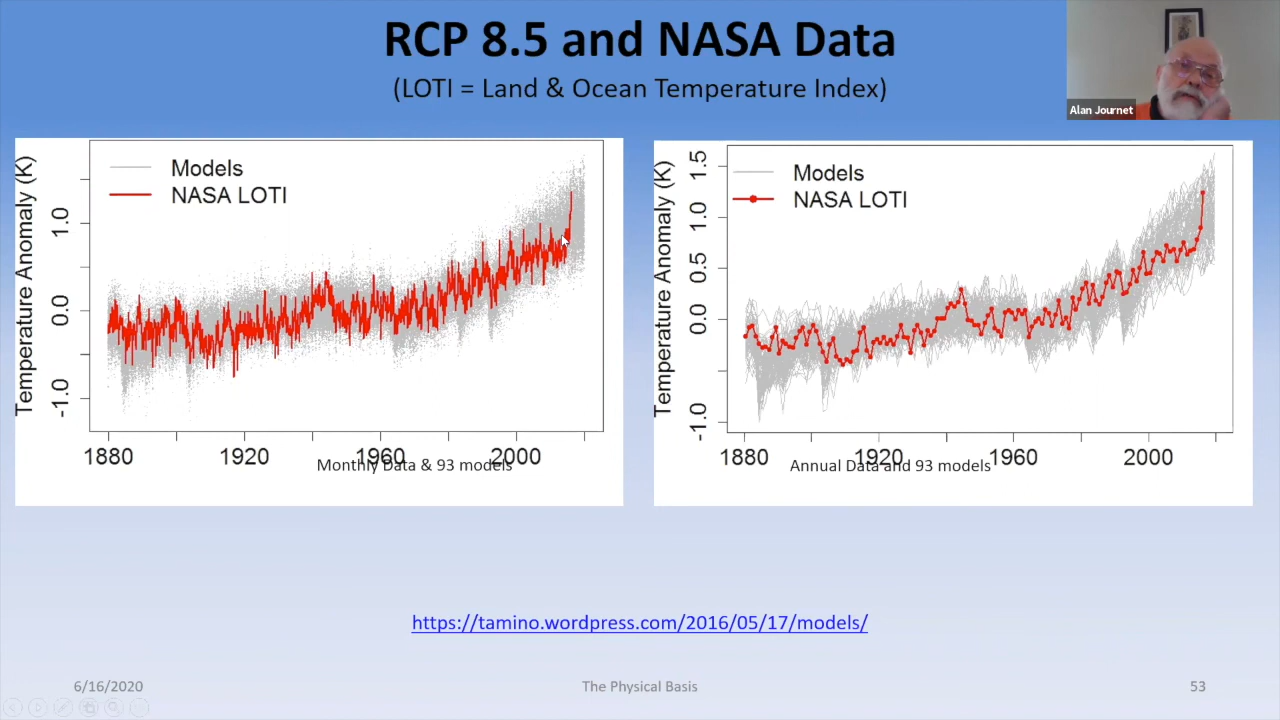 RCP 8.5 and NASA Data
(LOTI = Land & Ocean Temperature Index)
Alan Journet
Temperature Anomaly (K)
1.0
0.0
-1.0
Models
NASA LOTI
1880
1920
1960
2000
Monthly Data & 93 models
Temperature Anomaly (K)
1.5
1.0
0.5
0.0
-1.0
Models
NASA LOTI
1880
1920
1960
2000
Annual Data and 93 models
https://tamino.wordpress.com/2016/05/17/models/
6/16/2020
The Physical Basis
53